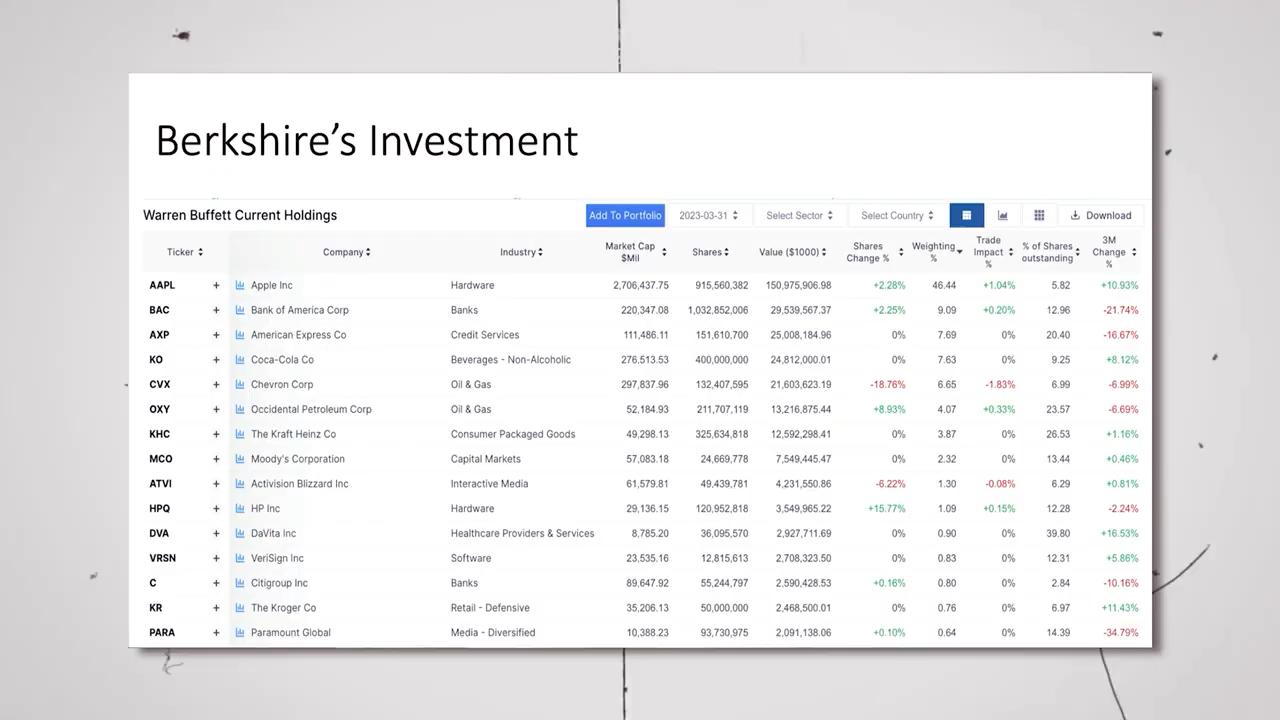 Berkshire’s Investment
Warren Buffett Current Holdings Add To Portfolio 2023-03-31 Select Sector Select Country Download
Ticker Company Industry Market Cap $Mil Shares Value ($1000) Shares Change % Weighting % Trade Impact % % of Shares outstanding 3M Change %
AAPL + Apple Inc Hardware 2,706,437.75 915,560,382 150,975,906.98 +2.28% 46.44 +1.04% 5.82 +10.93%
BAC + Bank of America Corp Banks 220,347.08 1,032,852,006 29,539,567.37 +2.25% 9.09 +0.20% 12.96 -21.74%
AXP + American Express Co Credit Services 111,486.11 151,610,700 25,008,184.96 0% 7.69 0% 20.40 -16.67%
KO + Coca-Cola Co Beverages - Non-Alcoholic 276,513.53 400,000,000 24,812,000.01 0% 7.63 0% 9.25 +8.12%
CVX + Chevron Corp Oil & Gas 297,837.96 132,407,595 21,603,623.19 -18.76% 6.65 -1.83% 6.99 -6.99%
OXY + Occidental Petroleum Corp Oil & Gas 52,184.93 211,707,119 13,216,875.44 +8.93% 4.07 +0.33% 23.57 -6.69%
KHC + The Kraft Heinz Co Consumer Packaged Goods 49,298.13 325,634,818 12,592,298.41 0% 3.87 0% 26.53 +1.16%
MCO + Moody's Corporation Capital Markets 57,083.18 24,669,778 7,549,445.47 0% 2.32 0% 13.44 +0.46%
ATVI + Activision Blizzard Inc Interactive Media 61,579.81 49,439,781 4,231,550.86 -6.22% 1.30 -0.08% 6.29 +0.81%
HPQ + HP Inc Hardware 29,136.15 120,952,818 3,549,965.22 +15.77% 1.09 +0.15% 12.28 -2.24%
DVA + DaVita Inc Healthcare Providers & Services 8,785.20 36,095,570 2,927,711.69 0% 0.90 0% 39.80 +16.53%
VRSN + VeriSign Inc Software 23,535.16 12,815,613 2,708,323.50 0% 0.83 0% 12.31 +5.86%
C + Citigroup Inc Banks 89,647.92 55,244,797 2,590,428.53 +0.16% 0.80 0% 2.84 -10.16%
KR + The Kroger Co Retail - Defensive 35,206.13 50,000,000 2,468,500.01 0% 0.76 0% 6.97 +11.43%
PARA + Paramount Global Media - Diversified 10,388.23 93,730,975 2,091,138.06 +0.10% 0.64 0% 14.39 -34.79%